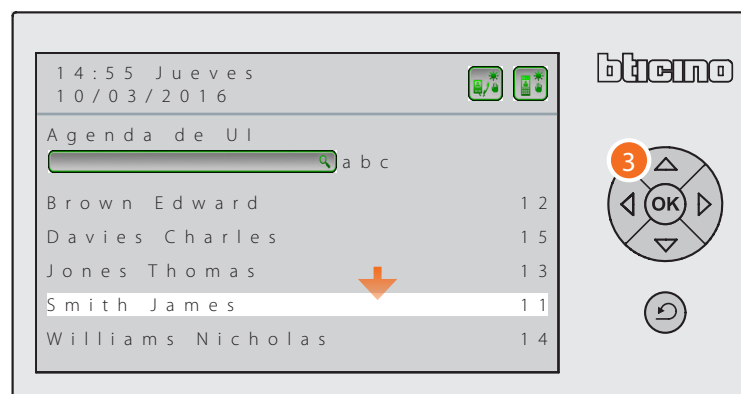 14:55 Jueves
10/03/2016
bticino
Agenda de UI
abc
Brown Edward 12
Davies Charles 15
Jones Thomas 13
Smith James 11
Williams Nicholas 14
3
OK